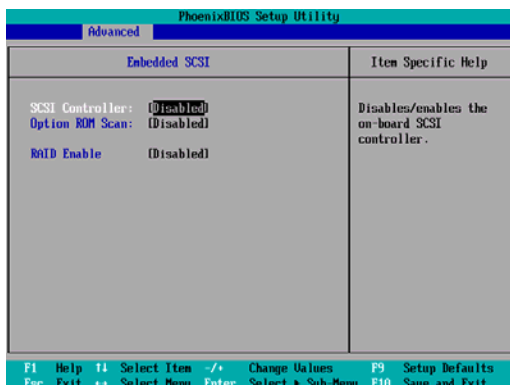 PhoenixBIOS Setup Utility
Advanced
Embedded SCSI
Item Specific Help
SCSI Controller: [Disabled]
Option ROM Scan: [Disabled]
RAID Enable [Disabled]
Disables/enables the
on-board SCSI
controller.
F1 Help ↑↓ Select Item -/+ Change Values F9 Setup Defaults
Esc Exit ↔ Select Menu Enter Select ▶ Sub-Menu F10 Save and Exit